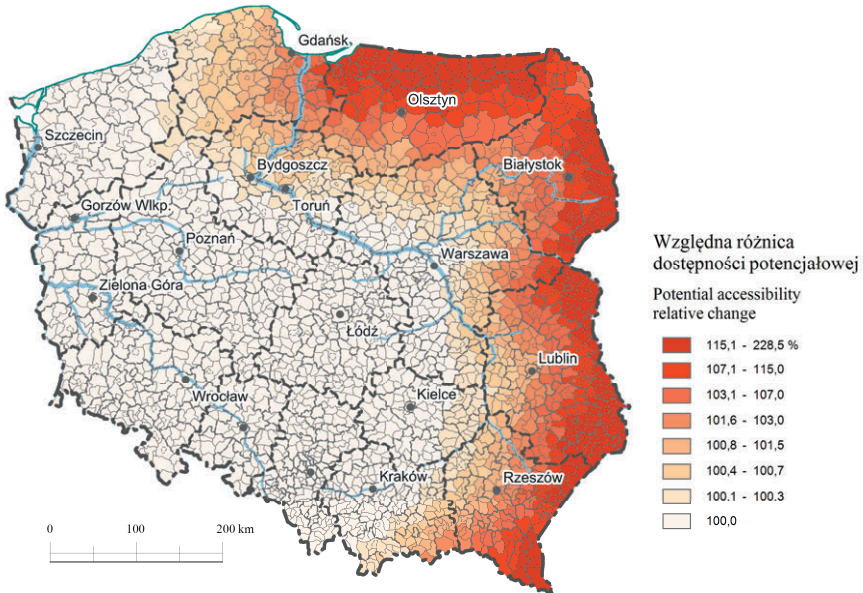 Gdańsk
Olsztyn
Szczecin
Bydgoszcz
Białystok
Toruń
Gorzów Wlkp.
Poznań
Warszawa
Zielona Góra
Łódź
Lublin
Wrocław
Kielce
Kraków
Rzeszów
0 100 200 km
Względna różnica
dostępności potencjałowej
Potential accessibility
relative change
115,1 - 228,5 %
107,1 - 115,0
103,1 - 107,0
101,6 - 103,0
100,8 - 101,5
100,4 - 100,7
100.1 - 100.3
100,0